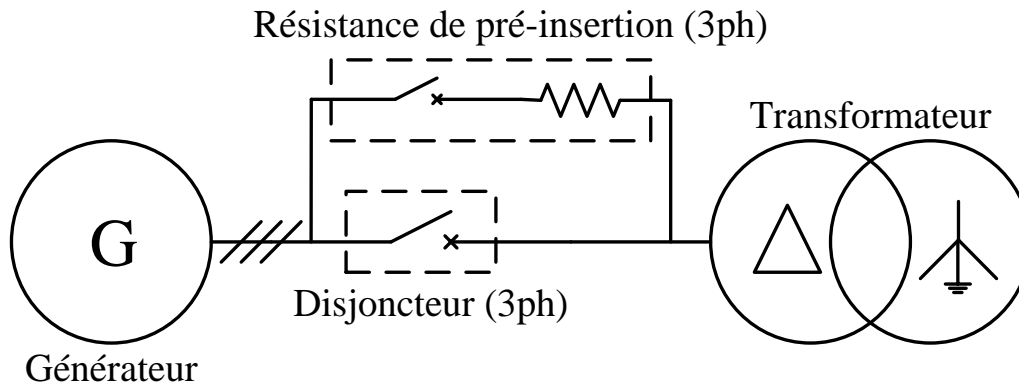 Résistance de pré-insertion (3ph)
Transformateur
G
Disjoncteur (3ph)
Générateur